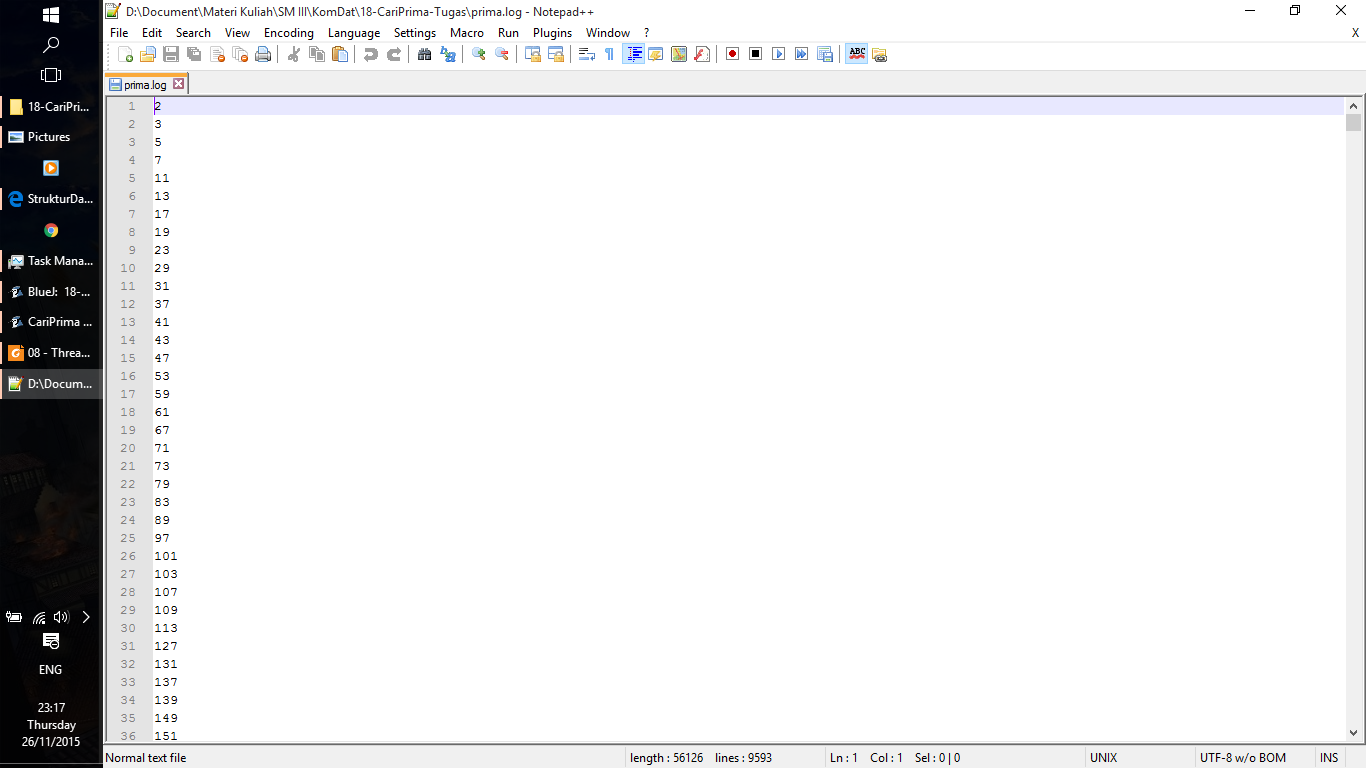 D:\Document\Materi Kuliah\SM III\KomDat\18-CariPrima-Tugas\prima.log - Notepad++
File Edit Search View Encoding Language Settings Macro Run Plugins Window ? X
ABC
prima.log
1 2
2 3
3 5
4 7
5 11
6 13
7 17
8 19
9 23
10 29
11 31
12 37
13 41
14 43
15 47
16 53
17 59
18 61
19 67
20 71
21 73
22 79
23 83
24 89
25 97
26 101
27 103
28 107
29 109
30 113
31 127
32 131
33 137
34 139
35 149
36 151
Normal text file length : 56126 lines : 9593 Ln : 1 Col : 1 Sel : 0 | 0 UNIX UTF-8 w/o BOM INS
18-CariPri...
Pictures
StrukturDa...
Task Mana...
BlueJ: 18-...
CariPrima ...
08 - Threa...
D:\Docum...
ENG
23:17
Thursday
26/11/2015